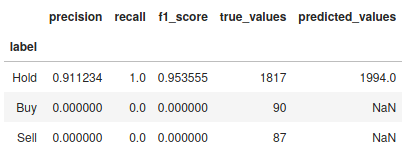 precision recall f1_score true_values predicted_values
label
Hold 0.911234 1.0 0.953555 1817 1994.0
Buy 0.000000 0.0 0.000000 90 NaN
Sell 0.000000 0.0 0.000000 87 NaN